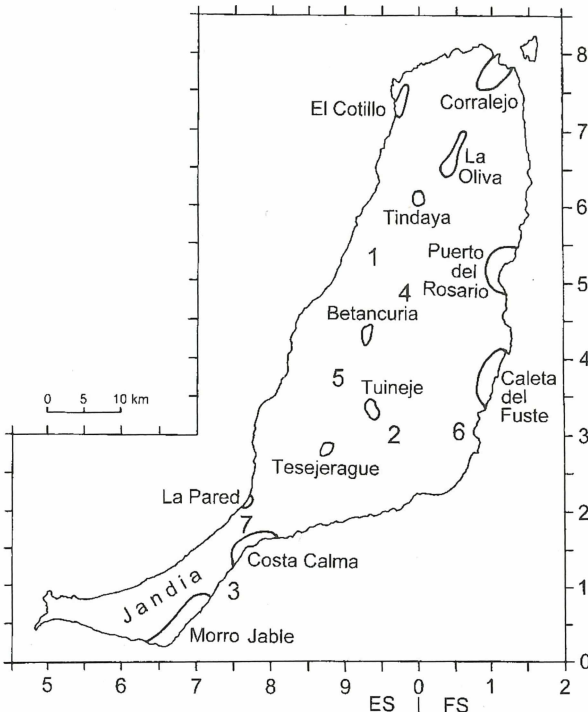 8
El Cotillo
Corralejo
7
La
Oliva
6
Tindaya
1
Puerto
del
Rosario
5
4
Betancuria
4
0 5 10 km
5
Tuineje
Caleta
del
Fuste
2
6
3
Tesejerague
La Pared
2
7
Costa Calma
Jandia
3
1
Morro Jable
0
5 6 7 8 9 0 1 2
ES | FS